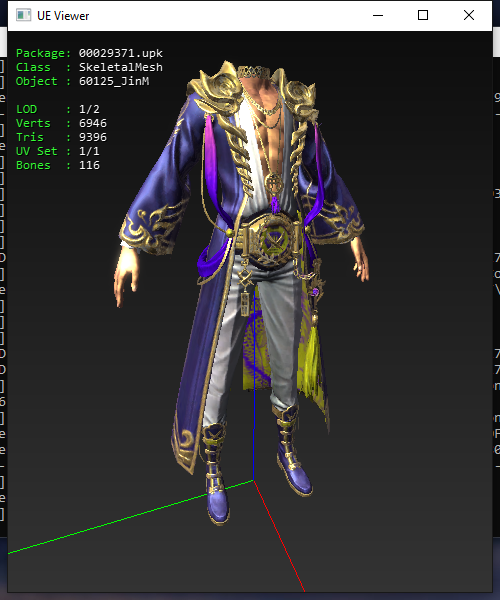 UE Viewer
Package: 00029371.upk
Class  : SkeletalMesh
Object : 60125_JinM
LOD    : 1/2
Verts  : 6946
Tris   : 9396
UV Set : 1/1
Bones  : 116